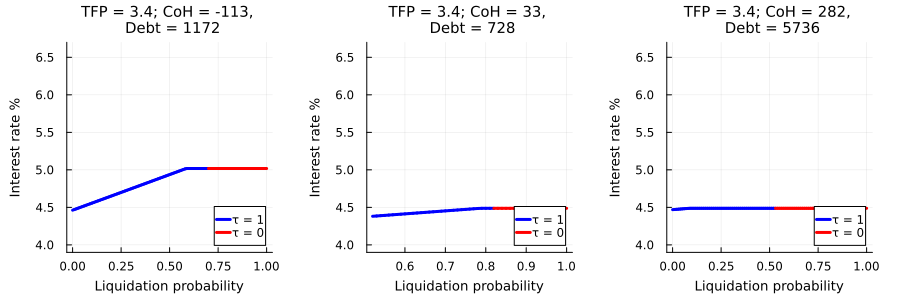 TFP = 3.4; CoH = -113,
Debt = 1172
6.5
6.0
5.5
5.0
4.5
4.0
Interest rate %
0.00 0.25 0.50 0.75 1.00
Liquidation probability
τ = 1
τ = 0
TFP = 3.4; CoH = 33,
Debt = 728
6.5
6.0
5.5
5.0
4.5
4.0
Interest rate %
0.6 0.7 0.8 0.9 1.0
Liquidation probability
τ = 1
τ = 0
TFP = 3.4; CoH = 282,
Debt = 5736
6.5
6.0
5.5
5.0
4.5
4.0
Interest rate %
0.00 0.25 0.50 0.75 1.00
Liquidation probability
τ = 1
τ = 0